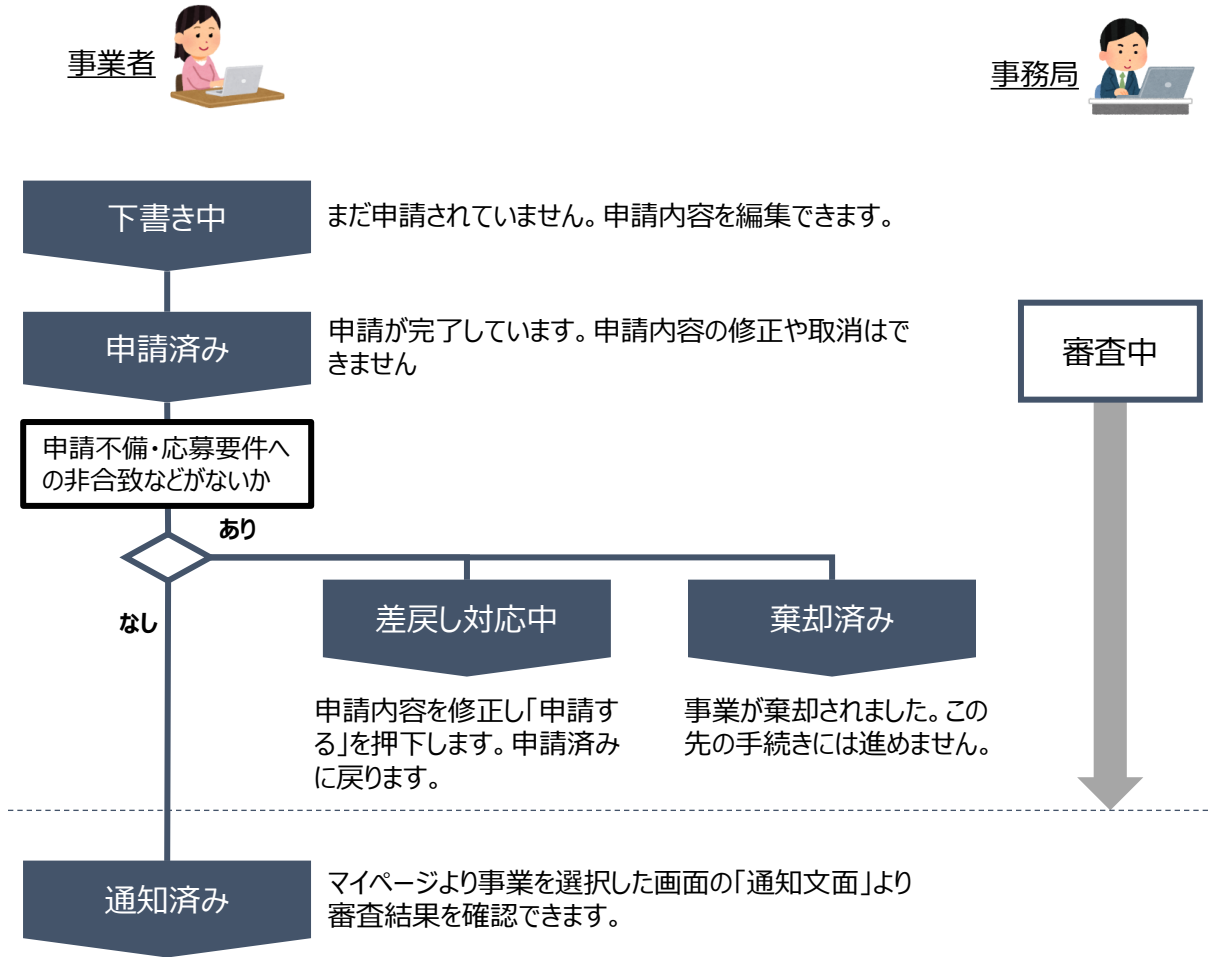 事業者
事務局
下書き中
まだ申請されていません。申請内容を編集できます。
申請済み
申請が完了しています。申請内容の修正や取消はで
きません
審査中
申請不備・応募要件へ
の非合致などがないか
あり
なし
差戻し対応中
棄却済み
申請内容を修正し「申請す
る」を押下します。申請済み
に戻ります。
事業が棄却されました。この
先の手続きには進めません。
通知済み
マイページより事業を選択した画面の「通知文面」より
審査結果を確認できます。